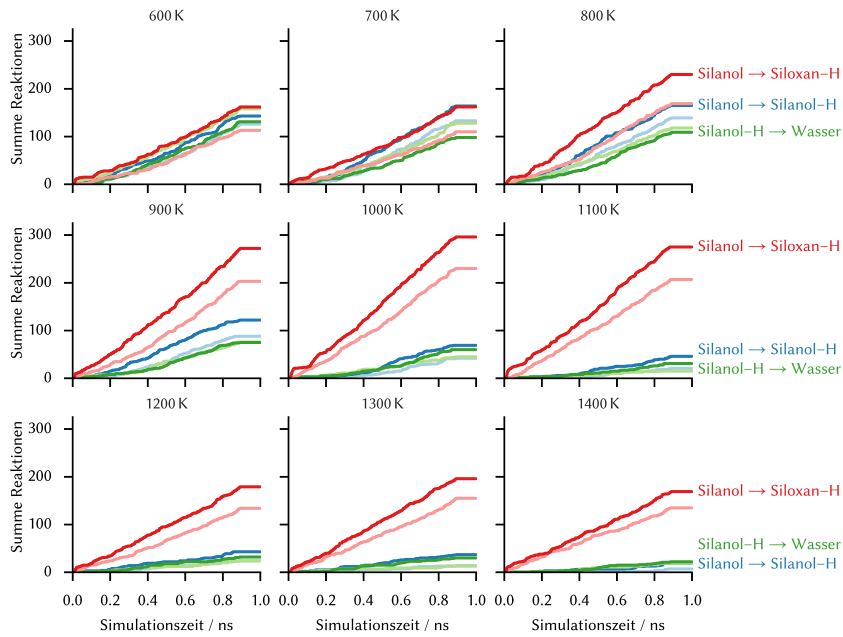 600 K
700 K
800 K
Summe Reaktionen
300
200
100
0
Silanol → Siloxan–H
Silanol → Silanol–H
Silanol–H → Wasser
900 K
1000 K
1100 K
Summe Reaktionen
300
200
100
0
Silanol → Siloxan–H
Silanol → Silanol–H
Silanol–H → Wasser
1200 K
1300 K
1400 K
Summe Reaktionen
300
200
100
0
Silanol → Siloxan–H
Silanol–H → Wasser
Silanol → Silanol–H
0.0 0.2 0.4 0.6 0.8 1.0
0.0 0.2 0.4 0.6 0.8 1.0
0.0 0.2 0.4 0.6 0.8 1.0
Simulationszeit / ns
Simulationszeit / ns
Simulationszeit / ns